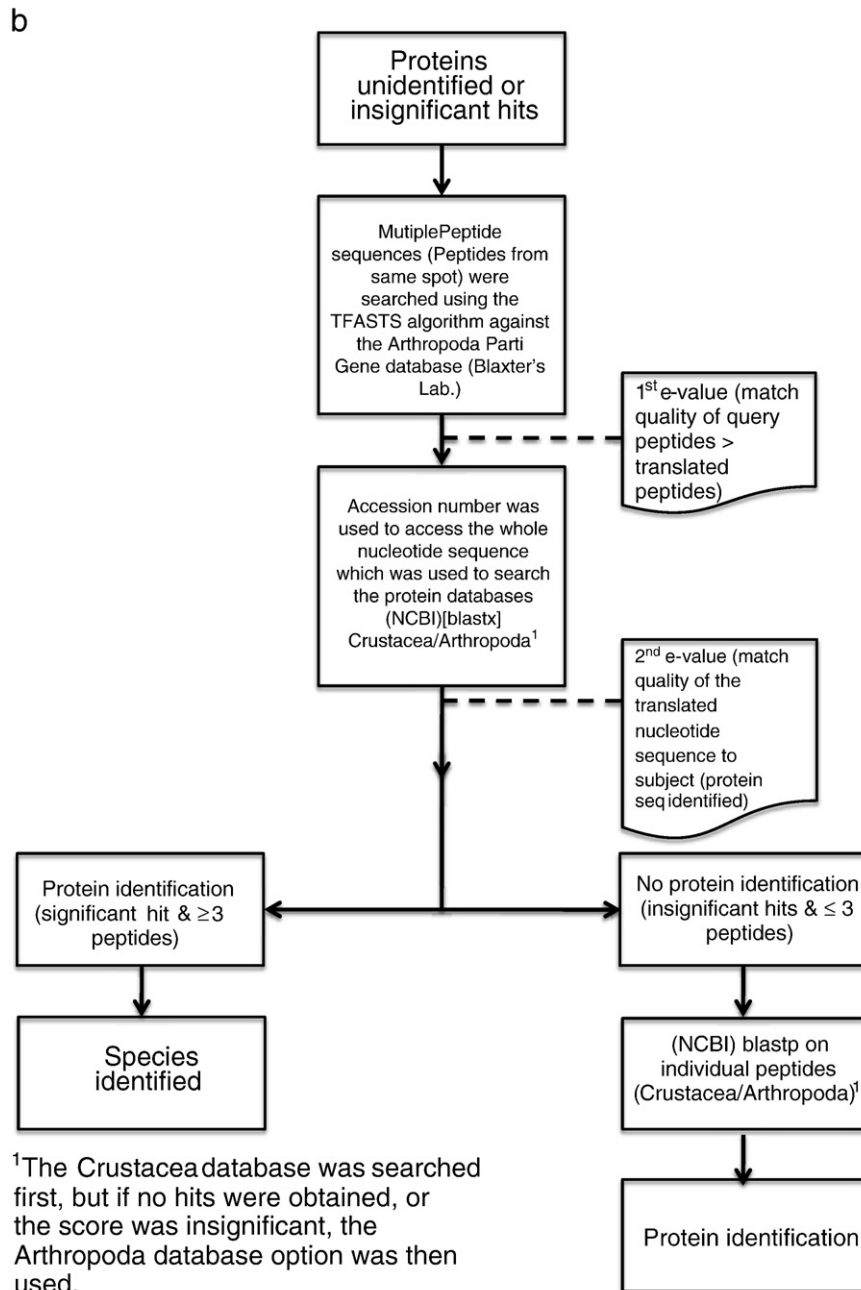 b
Proteins
unidentified or
insignificant hits
MutiplePeptide
sequences (Peptides from
same spot) were
searched using the
TFASTS algorithm against
the Arthropoda Parti
Gene database (Blaxter's
Lab.)
1st e-value (match
quality of query
peptides >
translated
peptides)
Accession number was
used to access the whole
nucleotide sequence
which was used to search
the protein databases
(NCBI)[blastx]
Crustacea/Arthropoda1
2nd e-value (match
quality of the
translated
nucleotide
sequence to
subject (protein
seqidentified)
Protein identification
(significant hit & ≥3
peptides)
No protein identification
(insignificant hits & ≤ 3
peptides)
Species
identified
(NCBI) blastp on
individual peptides
(Crustacea/Arthropoda)1
Protein identification
1The Crustacea database was searched
first, but if no hits were obtained, or
the score was insignificant, the
Arthropoda database option was then
used.